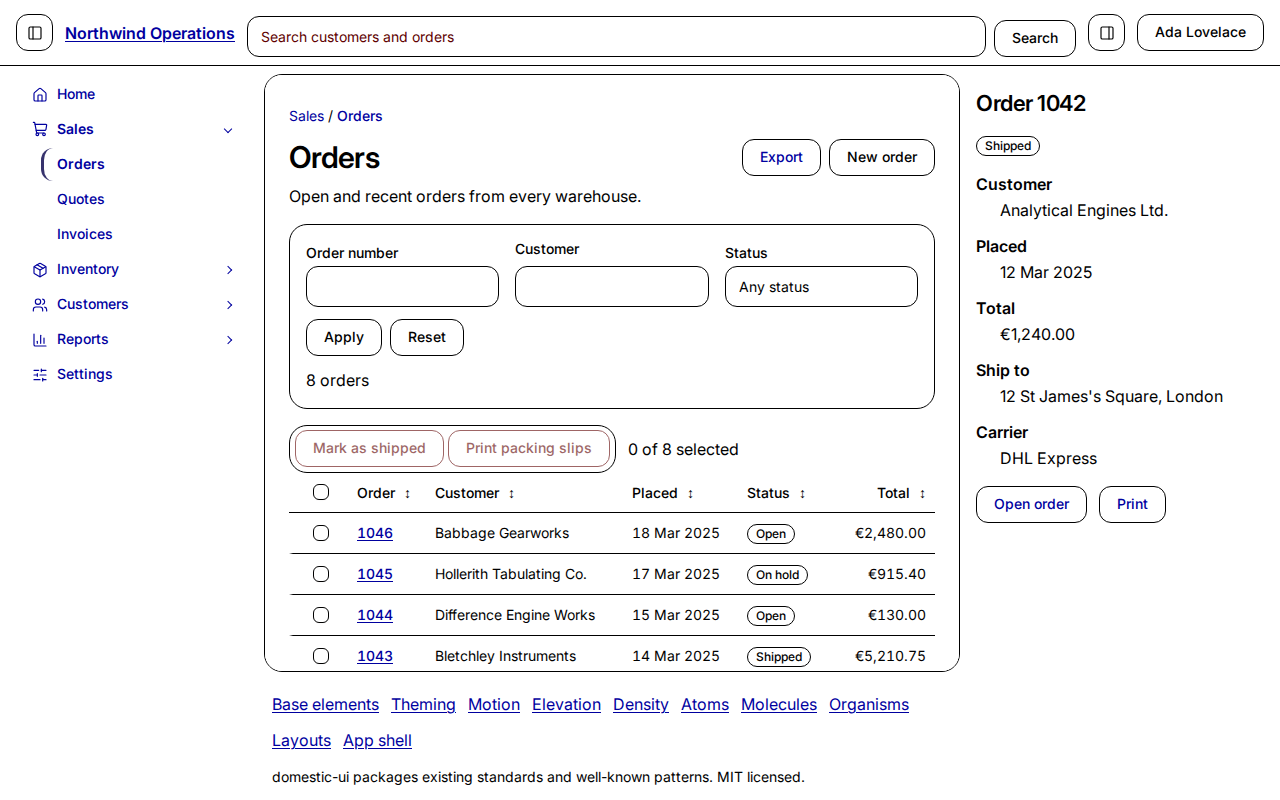 Northwind Operations
Search customers and orders
Search
Ada Lovelace
Home
Sales
Orders
Quotes
Invoices
Inventory
Customers
Reports
Settings
Sales / Orders
Orders
Export
New order
Open and recent orders from every warehouse.
Order number
Customer
Status
Any status
Apply
Reset
8 orders
Mark as shipped
Print packing slips
0 of 8 selected
Order ↕ Customer ↕ Placed ↕ Status ↕ Total ↕
1046 Babbage Gearworks 18 Mar 2025 Open €2,480.00
1045 Hollerith Tabulating Co. 17 Mar 2025 On hold €915.40
1044 Difference Engine Works 15 Mar 2025 Open €130.00
1043 Bletchley Instruments 14 Mar 2025 Shipped €5,210.75
Order 1042
Shipped
Customer
Analytical Engines Ltd.
Placed
12 Mar 2025
Total
€1,240.00
Ship to
12 St James's Square, London
Carrier
DHL Express
Open order
Print
Base elements Theming Motion Elevation Density Atoms Molecules Organisms
Layouts App shell
domestic-ui packages existing standards and well-known patterns. MIT licensed.